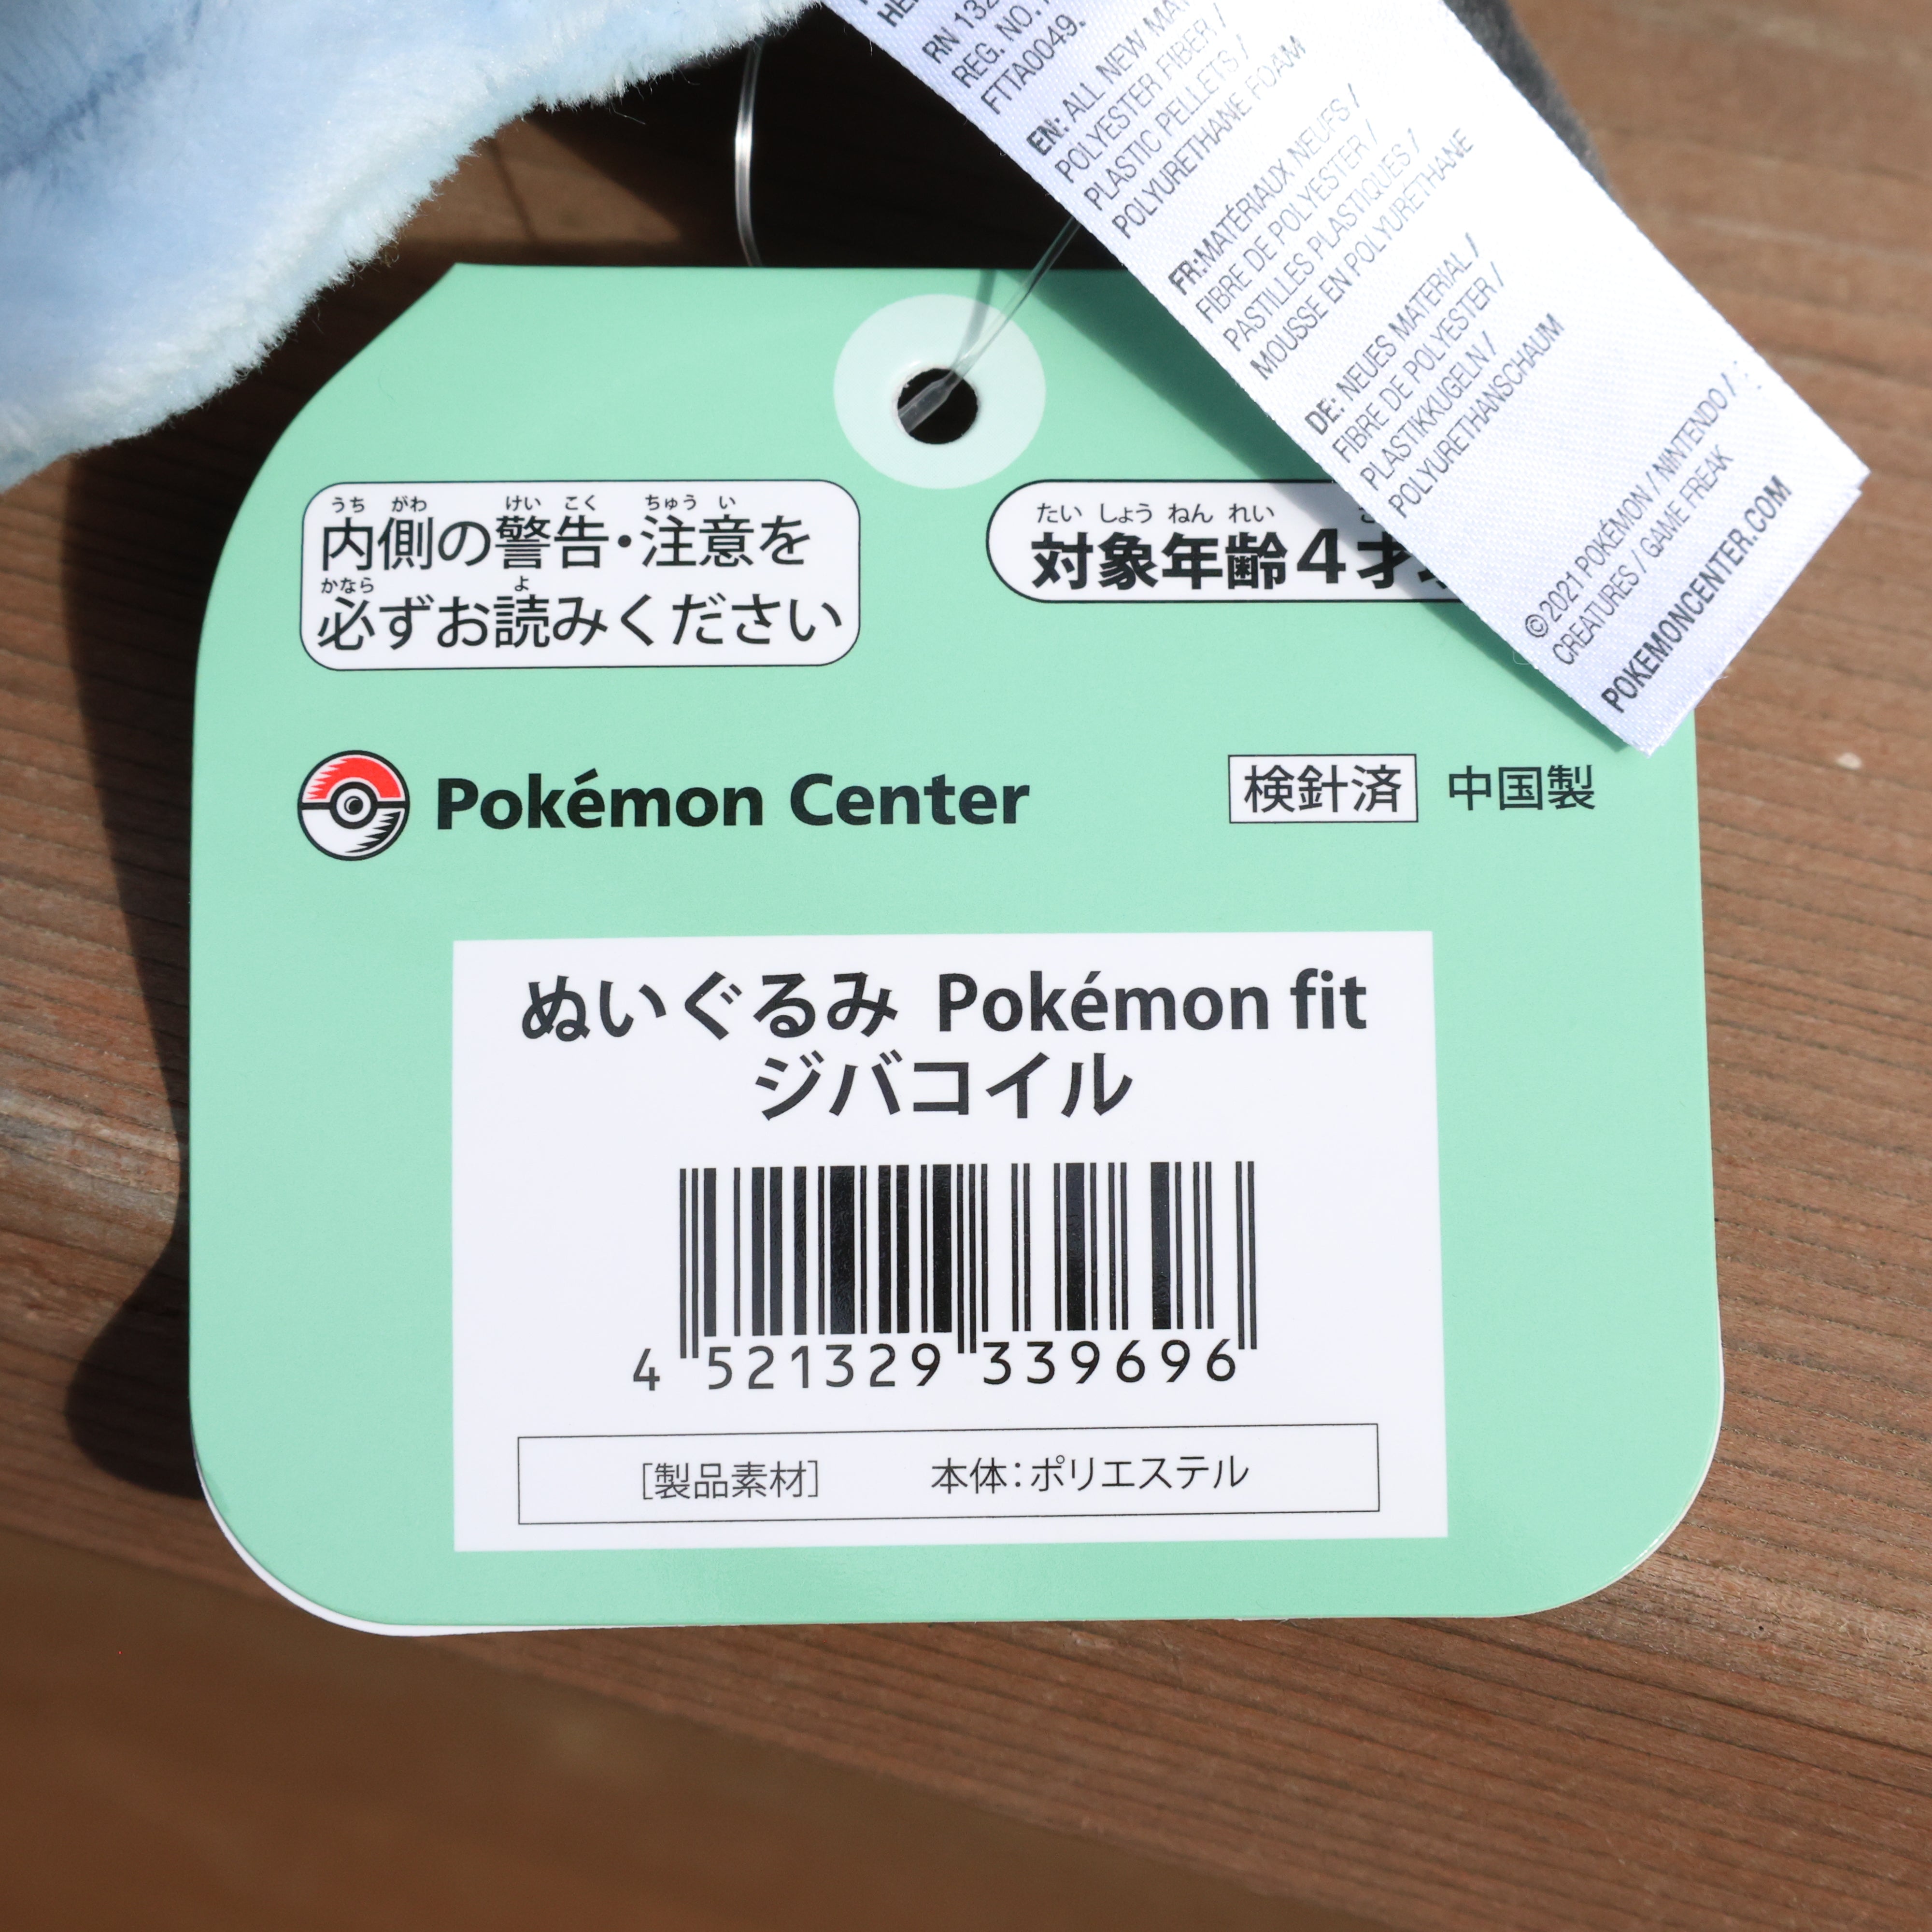 RN 132
REG. NO.
FTTA0049.
EN: ALL NEW
POLYESTER FIBER /
PLASTIC PELLETS /
POLYURETHANE FOAM
FR:MATÉRIAUX NEUFS /
FIBRE DE POLYESTER /
PASTILLES PLASTIQUES /
MOUSSE EN POLYURETHANE
DE: NEUES MATERIAL /
FIBRE DE POLYESTER /
PLASTIKKUGELN /
POLYURETHANSCHAUM
©2021 POKÉMON / NINTENDO /
CREATURES / GAME FREAK
POKEMONCENTER.COM
うち がわ けい こく ちゅう い
内側の警告・注意を
かなら よ
必ずお読みください
たい しょう ねん れい
対象年齢4才
Pokémon Center
検針済 中国製
ぬいぐるみ Pokémon fit
ジバコイル
4 521329 339696
[製品素材] 本体:ポリエステル